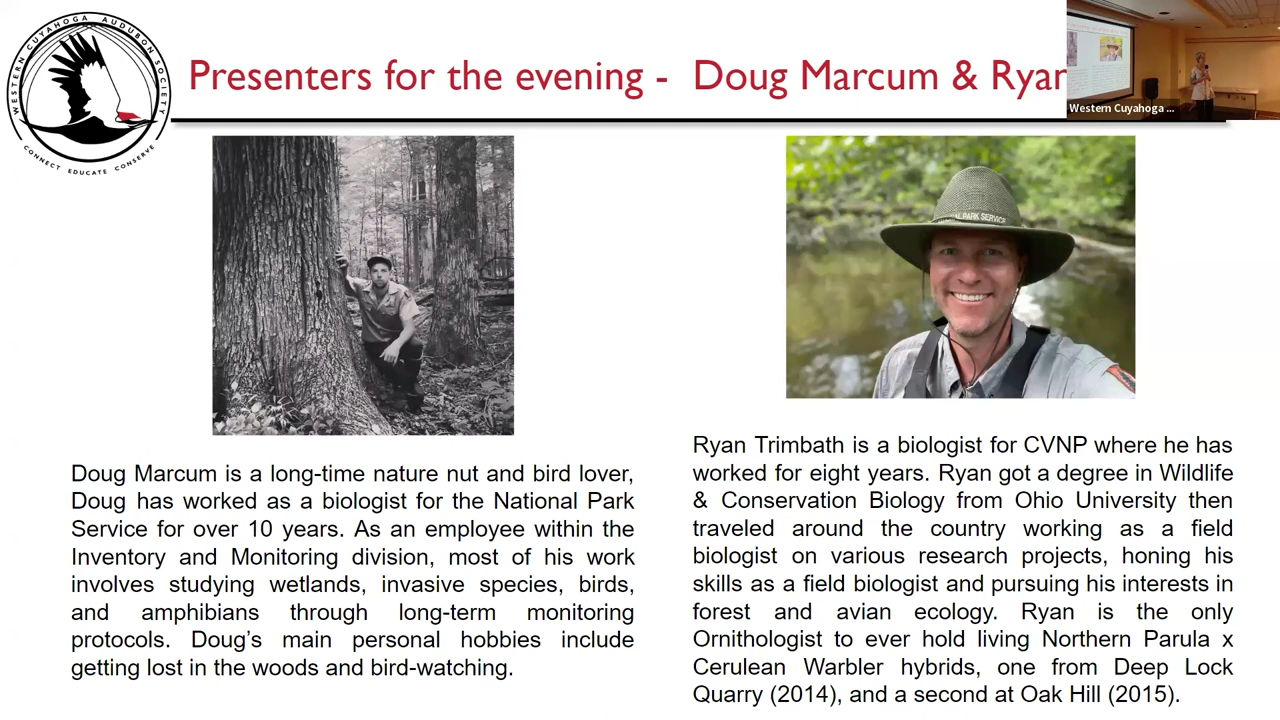 WESTERN CUYAHOGA AUDUBON SOCIETY
CONNECT EDUCATE CONSERVE
Presenters for the evening - Doug Marcum & Ryan
Western Cuyahoga ...
PARK SERVICE
Doug Marcum is a long-time nature nut and bird lover,
Doug has worked as a biologist for the National Park
Service for over 10 years. As an employee within the
Inventory and Monitoring division, most of his work
involves studying wetlands, invasive species, birds,
and amphibians through long-term monitoring
protocols. Doug's main personal hobbies include
getting lost in the woods and bird-watching.
Ryan Trimbath is a biologist for CVNP where he has
worked for eight years. Ryan got a degree in Wildlife
& Conservation Biology from Ohio University then
traveled around the country working as a field
biologist on various research projects, honing his
skills as a field biologist and pursuing his interests in
forest and avian ecology. Ryan is the only
Ornithologist to ever hold living Northern Parula x
Cerulean Warbler hybrids, one from Deep Lock
Quarry (2014), and a second at Oak Hill (2015).